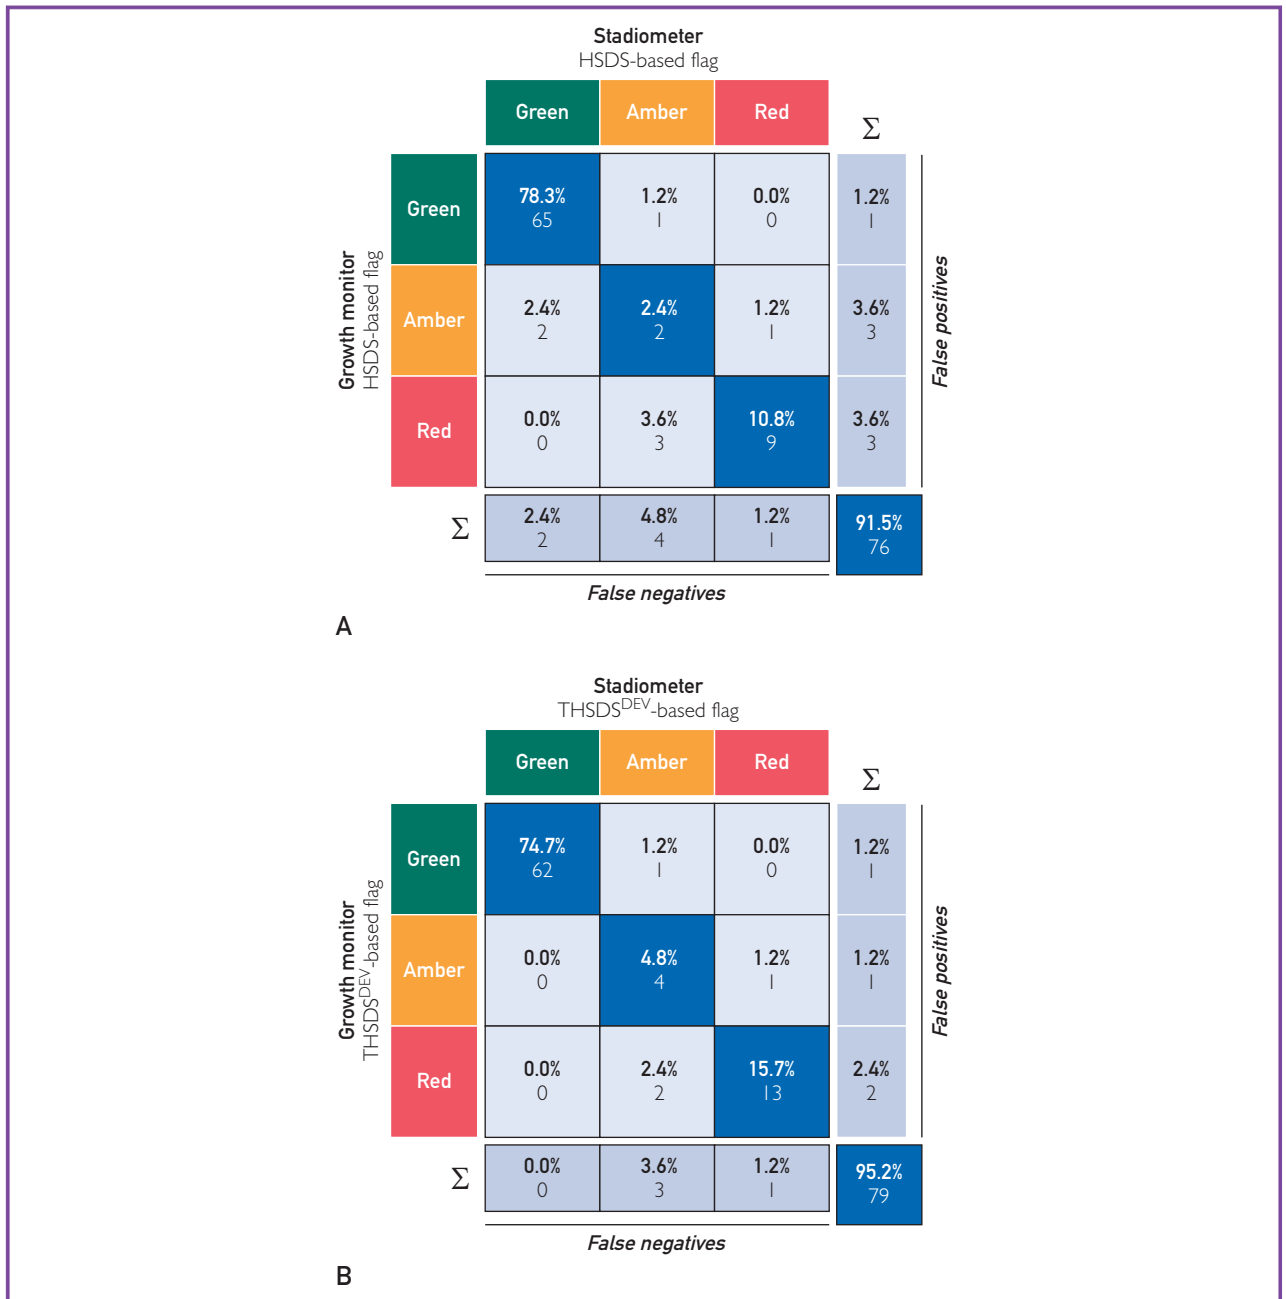 Stadiometer
HSDS-based flag
Green Amber Red Σ
Growth monitor
HSDS-based flag
Green
78.3% 1.2% 0.0% 1.2%
65 1 0 1
Amber
2.4% 2.4% 1.2% 3.6%
2 2 1 3
Red
0.0% 3.6% 10.8% 3.6%
0 3 9 3
False positives
Σ
2.4% 4.8% 1.2% 91.5%
2 4 1 76
False negatives
A
Stadiometer
THSDS^DEV-based flag
Green Amber Red Σ
Growth monitor
THSDS^DEV-based flag
Green
74.7% 1.2% 0.0% 1.2%
62 1 0 1
Amber
0.0% 4.8% 1.2% 1.2%
0 4 1 1
Red
0.0% 2.4% 15.7% 2.4%
0 2 13 2
False positives
Σ
0.0% 3.6% 1.2% 95.2%
0 3 1 79
False negatives
B